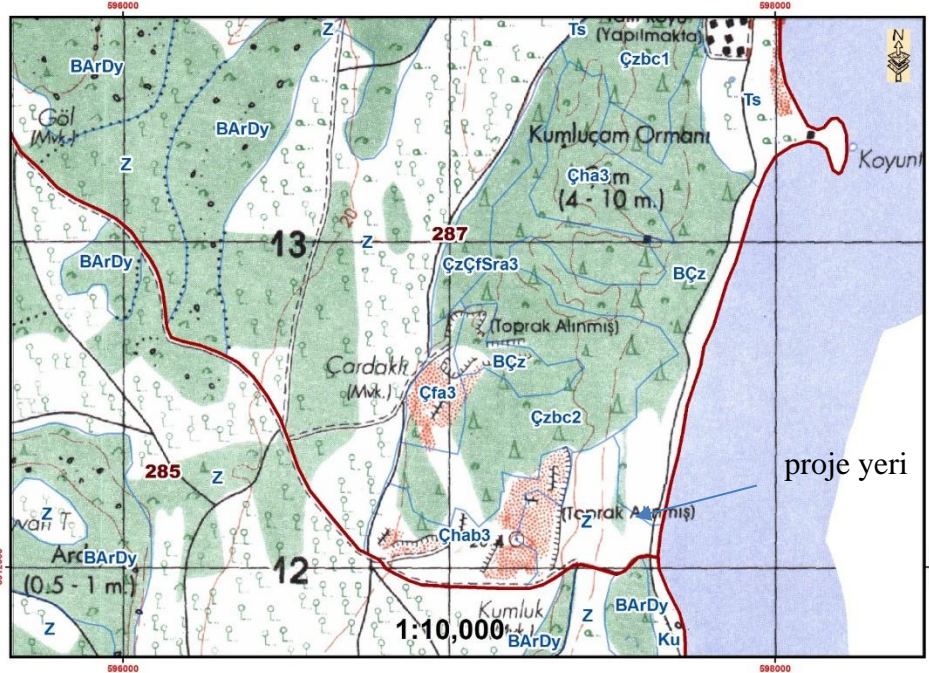 596000
598000
Z
Ts
(Yapılmakta)
BArDy
Çzbc1
N
BArDy
Ts
Göl
(Mvk.)
Kumluçam Ormanı
Z
Çha3
(4 - 10 m.)
20
13
Z
287
BArDy
ÇzÇfSra3
BÇz
(Toprak Alınmış)
Çardaklı
(Mvk.)
BÇz
Çfa3
Çzbc2
285
Z
proje yeri
Z
(Toprak Alınmış)
Z
Çhab3
BArDy
(0.5 - 1 m.)
12
Kumluk
BArDy
Z
Z
1:10,000
BArDy
Ku
596000
598000